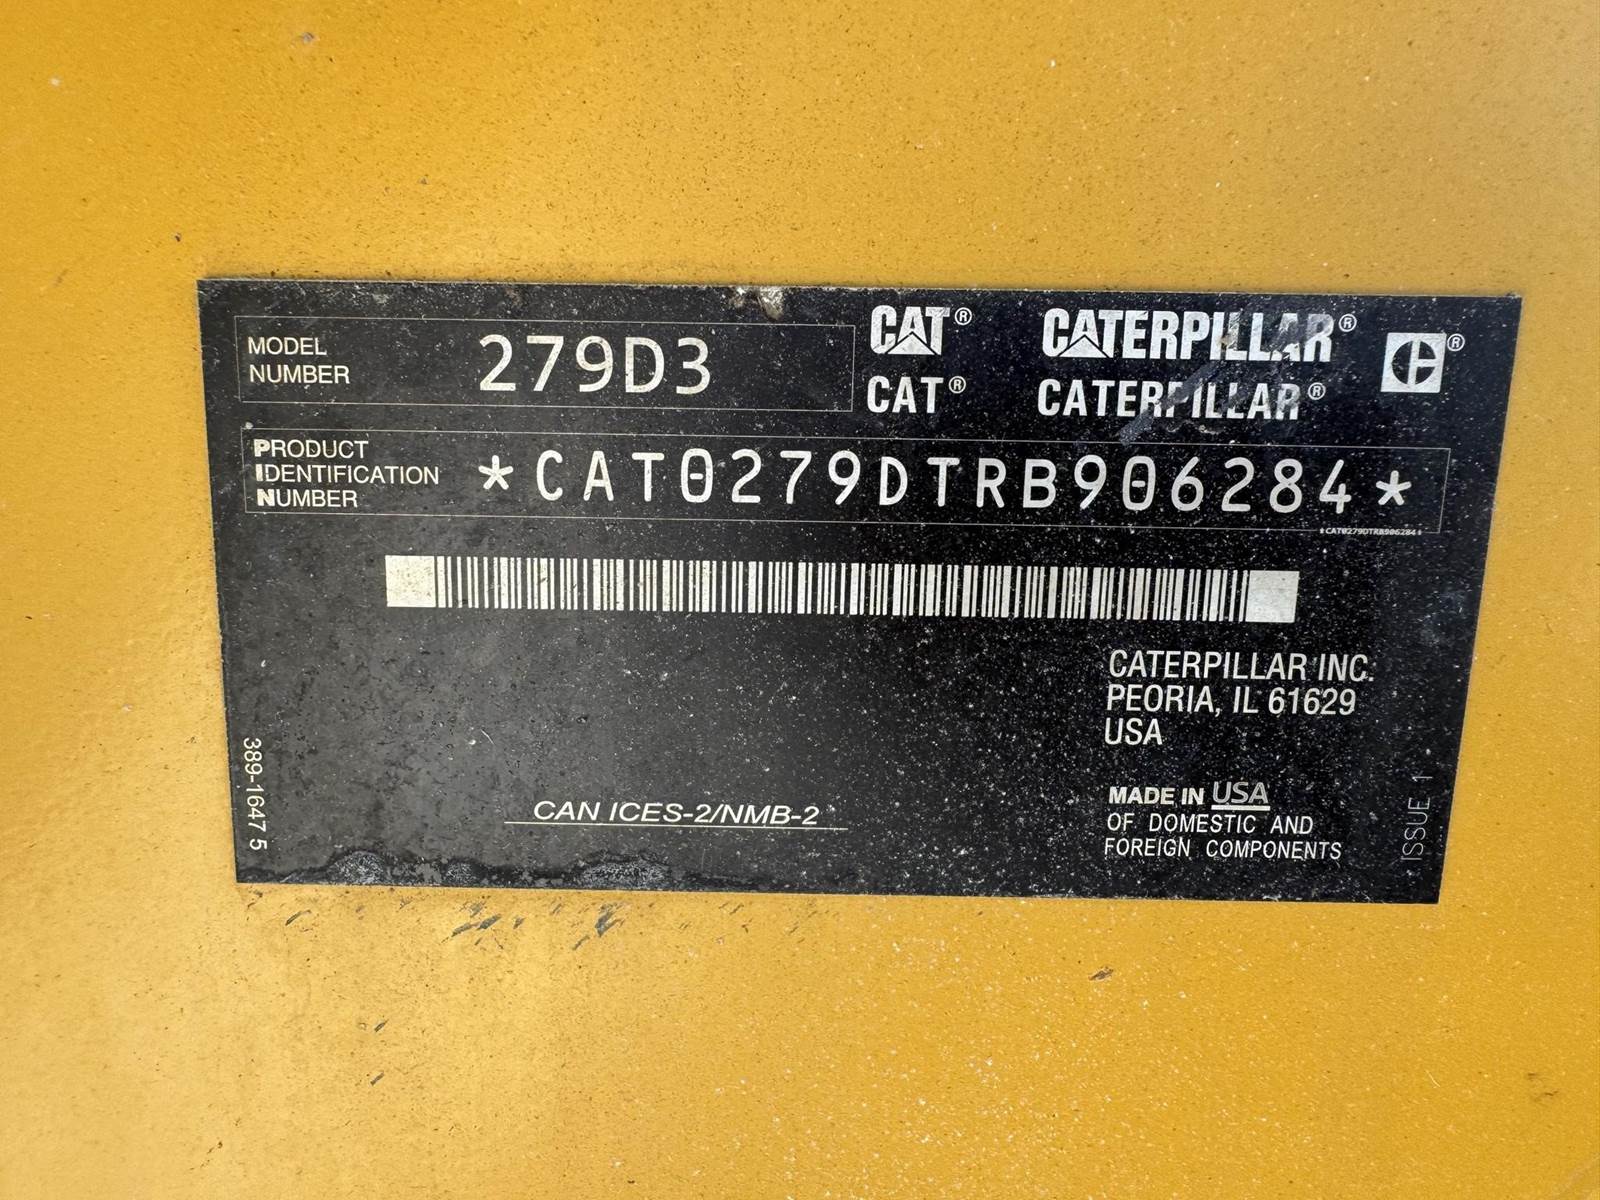 MODEL
NUMBER
279D3
CAT® CATERPILLAR® ®
CAT® CATERPILLAR®
PRODUCT
IDENTIFICATION
NUMBER
*CAT0279DTRB906284*
*CAT0279DTRB906284*
CATERPILLAR INC.
PEORIA, IL 61629
USA
389-1647 5
CAN ICES-2/NMB-2
MADE IN USA
OF DOMESTIC AND
FOREIGN COMPONENTS
ISSUE 1